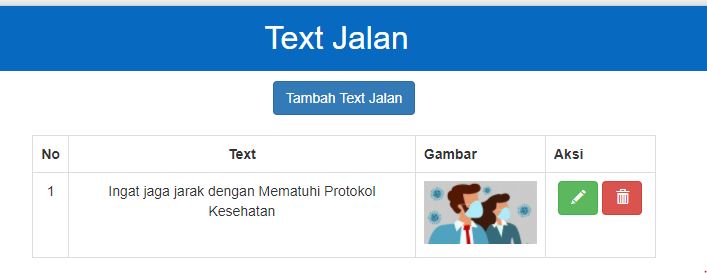 Text Jalan
Tambah Text Jalan
No Text Gambar Aksi
1 Ingat jaga jarak dengan Mematuhi Protokol
Kesehatan